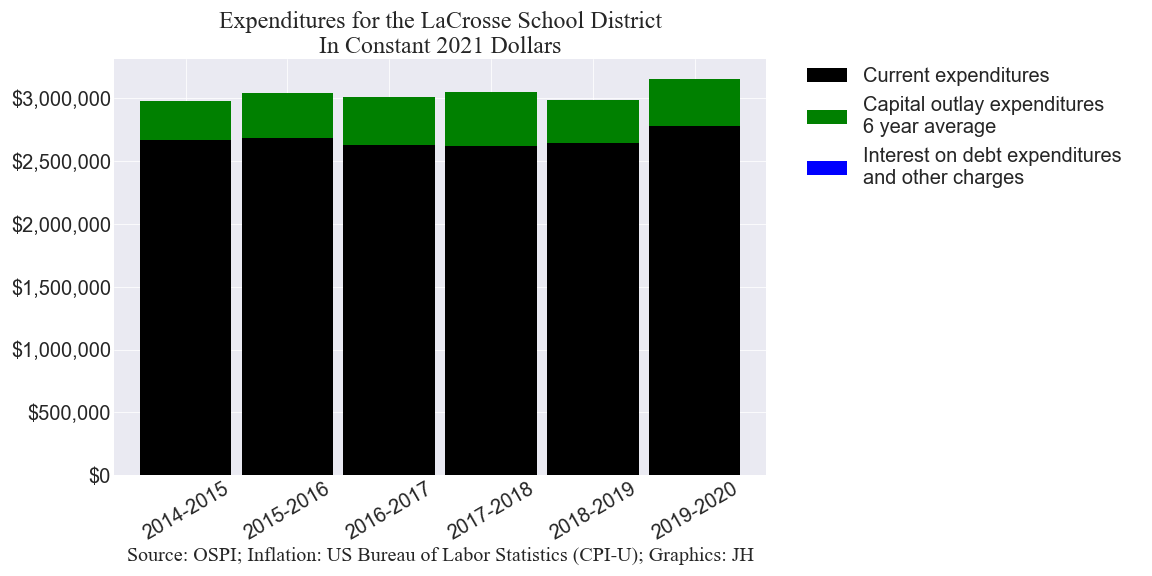 Expenditures for the LaCrosse School District
In Constant 2021 Dollars
$3,000,000
$2,500,000
$2,000,000
$1,500,000
$1,000,000
$500,000
$0
2014-2015
2015-2016
2016-2017
2017-2018
2018-2019
2019-2020
Source: OSPI; Inflation: US Bureau of Labor Statistics (CPI-U); Graphics: JH
Current expenditures
Capital outlay expenditures
6 year average
Interest on debt expenditures
and other charges